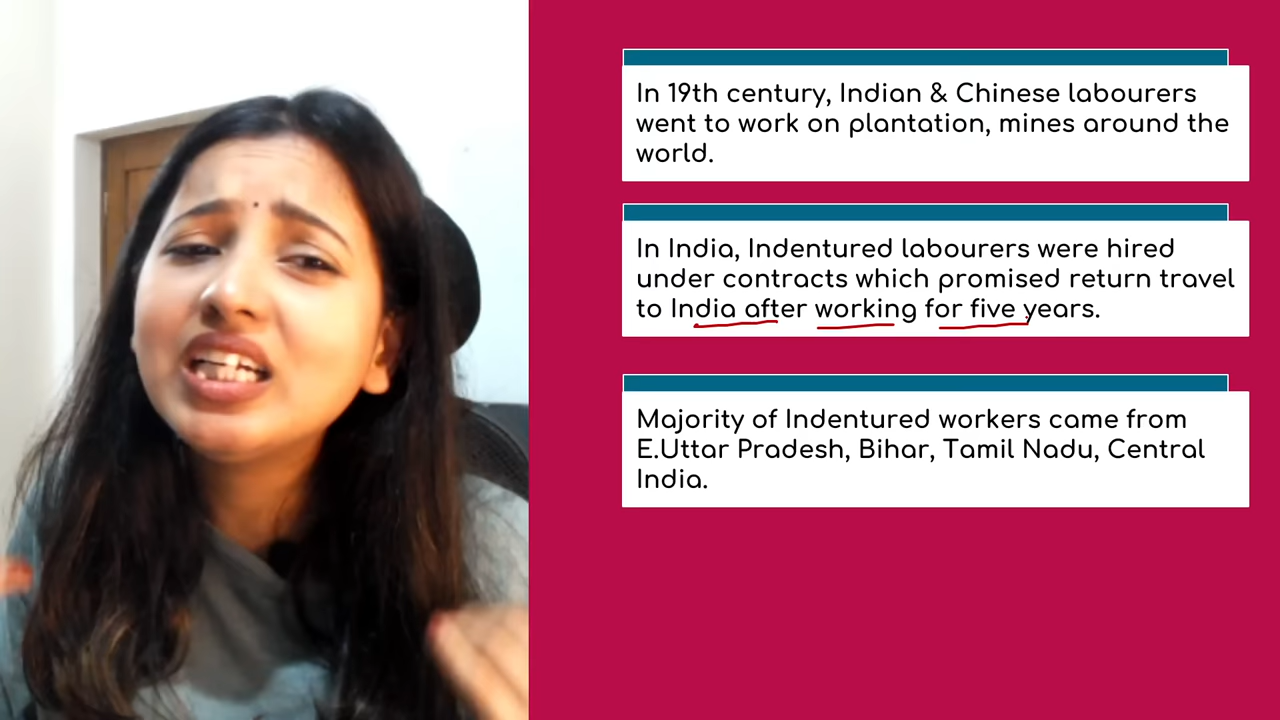 In 19th century, Indian & Chinese labourers
went to work on plantation, mines around the
world.
In India, Indentured labourers were hired
under contracts which promised return travel
to India after working for five years.
Majority of Indentured workers came from
E.Uttar Pradesh, Bihar, Tamil Nadu, Central
India.